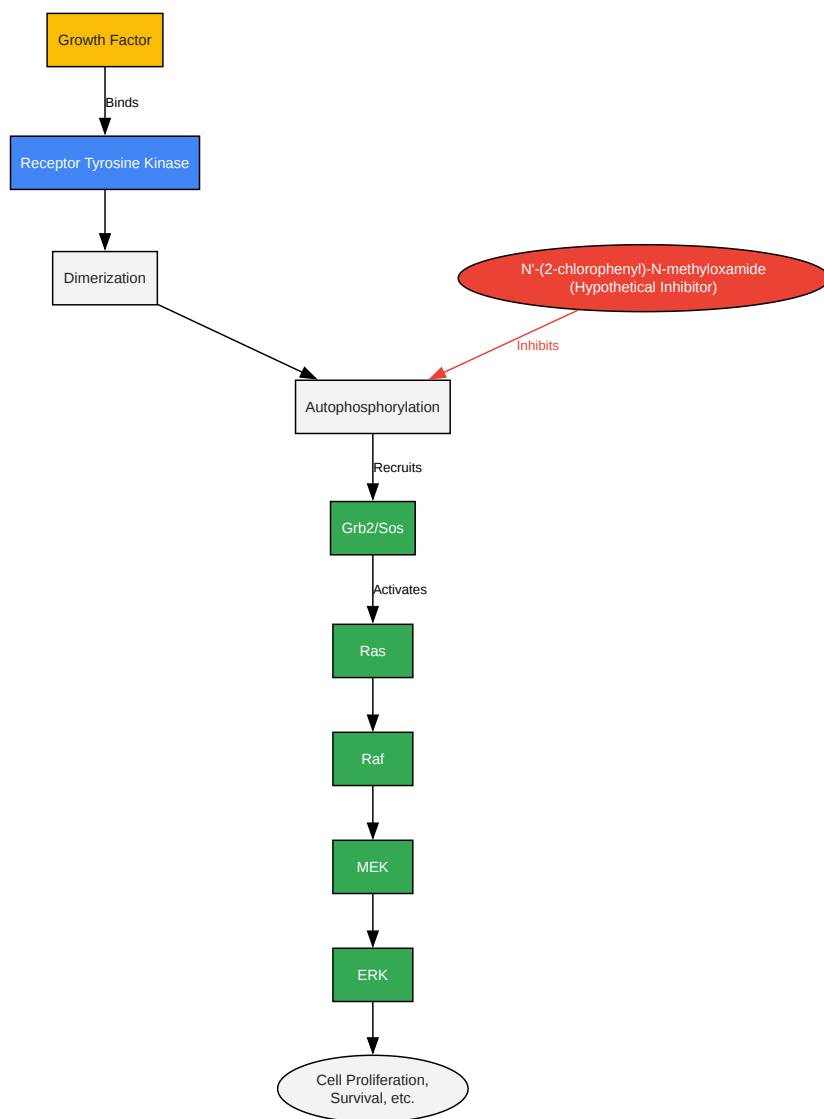 Growth Factor
Binds
Receptor Tyrosine Kinase
Dimerization
N'-(2-chlorophenyl)-N-methyloxamide
(Hypothetical Inhibitor)
Inhibits
Autophosphorylation
Recruits
Grb2/Sos
Activates
Ras
Raf
MEK
ERK
Cell Proliferation,
Survival, etc.